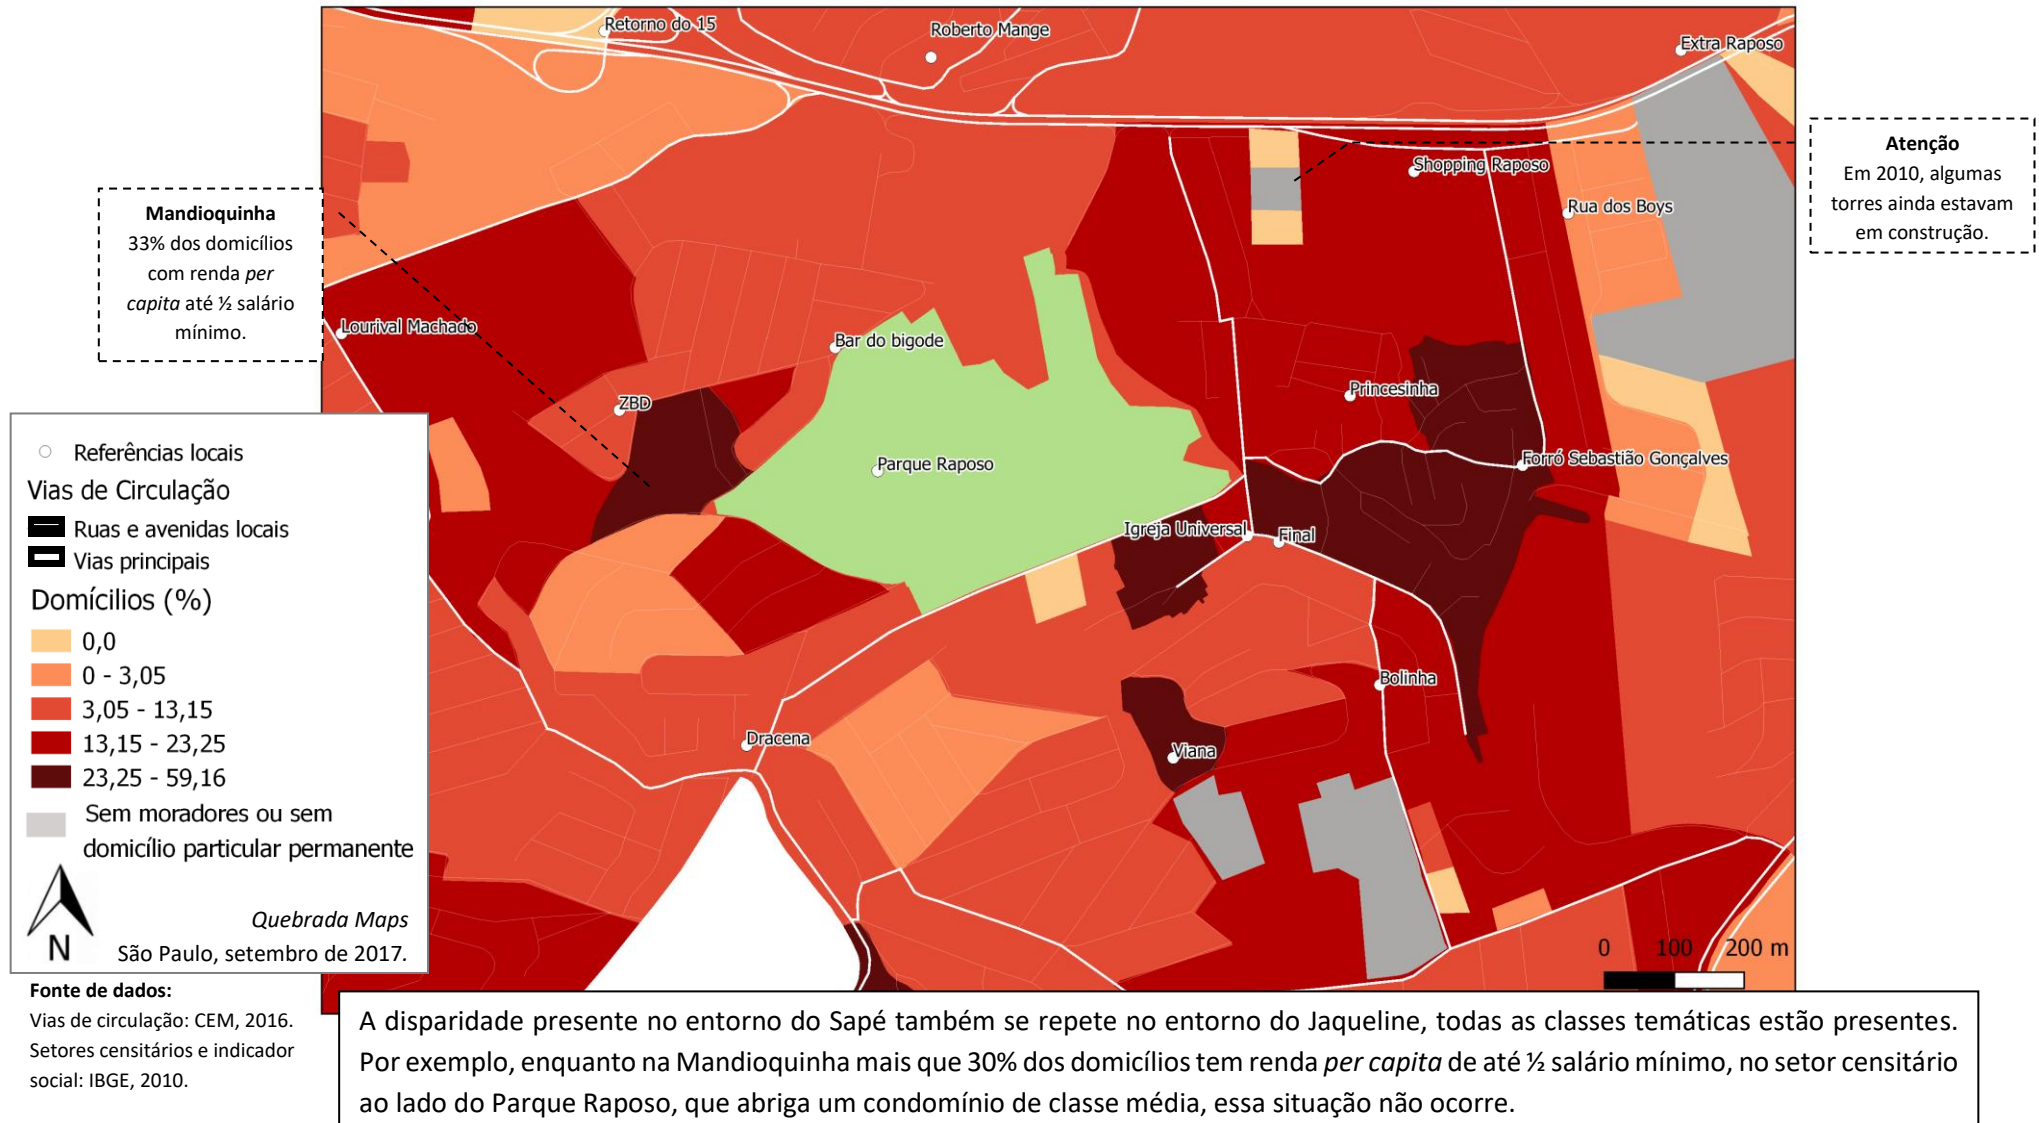 Retorno do 15
Roberto Mange
Extra Raposo
Shopping Raposo
Rua dos Boys
Lourival Machado
Bar do bigode
ZBD
Princesinha
Parque Raposo
Forró Sebastião Gonçalves
Igreja Universal
Final
Bolinha
Dracena
Viana
0 100 200 m
Mandioquinha
33% dos domicílios
com renda per
capita até ½ salário
mínimo.
Atenção
Em 2010, algumas
torres ainda estavam
em construção.
Referências locais
Vias de Circulação
Ruas e avenidas locais
Vias principais
Domícilios (%)
0,0
0 - 3,05
3,05 - 13,15
13,15 - 23,25
23,25 - 59,16
Sem moradores ou sem
domicílio particular permanente
N
Quebrada Maps
São Paulo, setembro de 2017.
Fonte de dados:
Vias de circulação: CEM, 2016.
Setores censitários e indicador
social: IBGE, 2010.
A disparidade presente no entorno do Sapé também se repete no entorno do Jaqueline, todas as classes temáticas estão presentes.
Por exemplo, enquanto na Mandioquinha mais que 30% dos domicílios tem renda per capita de até ½ salário mínimo, no setor censitário
ao lado do Parque Raposo, que abriga um condomínio de classe média, essa situação não ocorre.